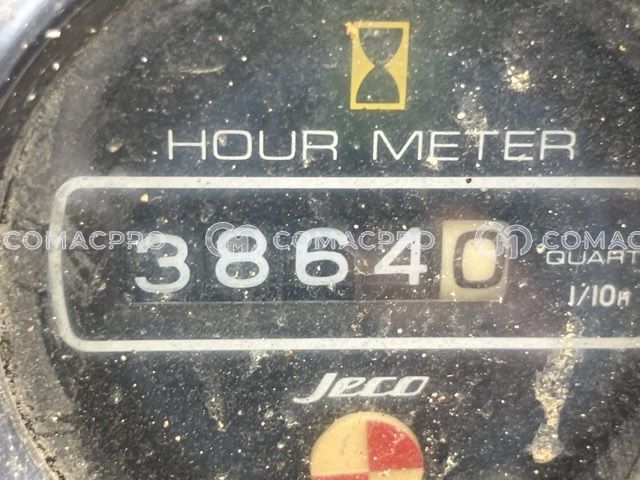 HOUR METER
COMACPRO COMACPRO COMACPRO
38640
QUART
1/10h
Jeco